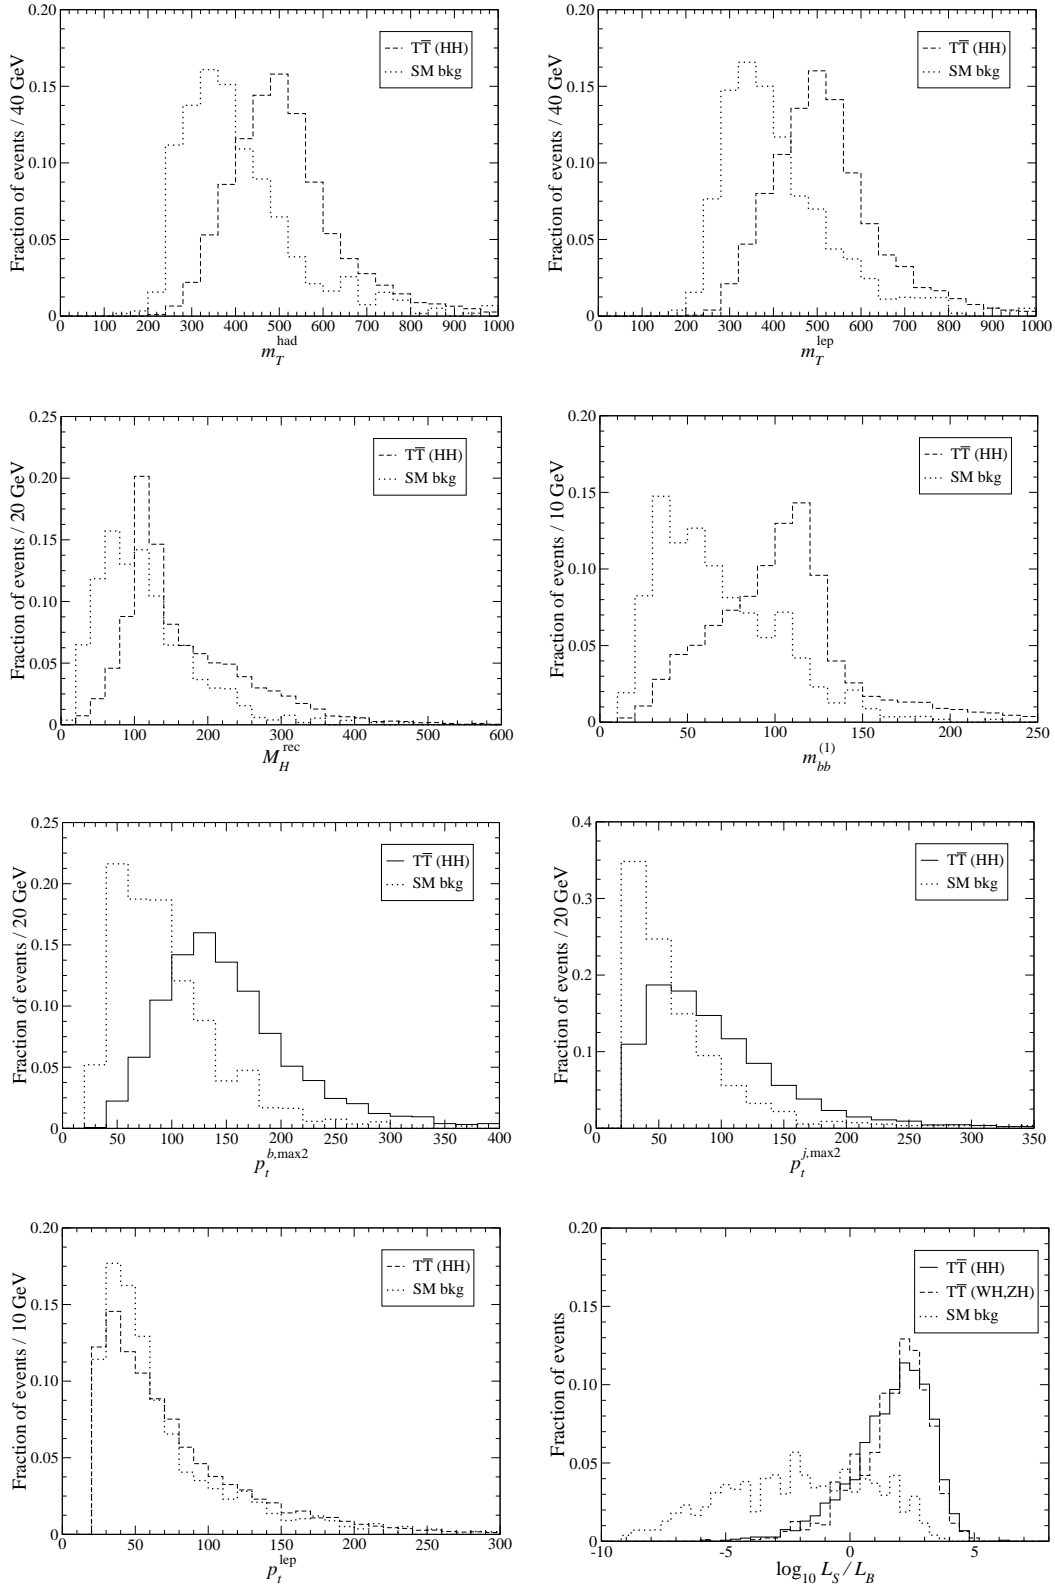 0.20
0.15
0.10
0.05
0
Fraction of events / 40 GeV
TT̅ (HH)
SM bkg
0 100 200 300 400 500 600 700 800 900 1000
m_T^had
0.20
0.15
0.10
0.05
0
Fraction of events / 40 GeV
TT̅ (HH)
SM bkg
0 100 200 300 400 500 600 700 800 900 1000
m_T^lep
0.25
0.20
0.15
0.10
0.05
0
Fraction of events / 20 GeV
TT̅ (HH)
SM bkg
0 100 200 300 400 500 600
M_H^rec
0.20
0.15
0.10
0.05
0
Fraction of events / 10 GeV
TT̅ (HH)
SM bkg
0 50 100 150 200 250
m_bb^(1)
0.25
0.20
0.15
0.10
0.05
0
Fraction of events / 20 GeV
TT̅ (HH)
SM bkg
0 50 100 150 200 250 300 350 400
p_t^b,max2
0.4
0.3
0.2
0.1
0
Fraction of events / 20 GeV
TT̅ (HH)
SM bkg
0 50 100 150 200 250 300 350
p_t^j,max2
0.20
0.15
0.10
0.05
0
Fraction of events / 10 GeV
TT̅ (HH)
SM bkg
0 50 100 150 200 250 300
p_t^lep
0.20
0.15
0.10
0.05
0
Fraction of events
TT̅ (HH)
TT̅ (WH,ZH)
SM bkg
-10 -5 0 5
log_10 L_S / L_B